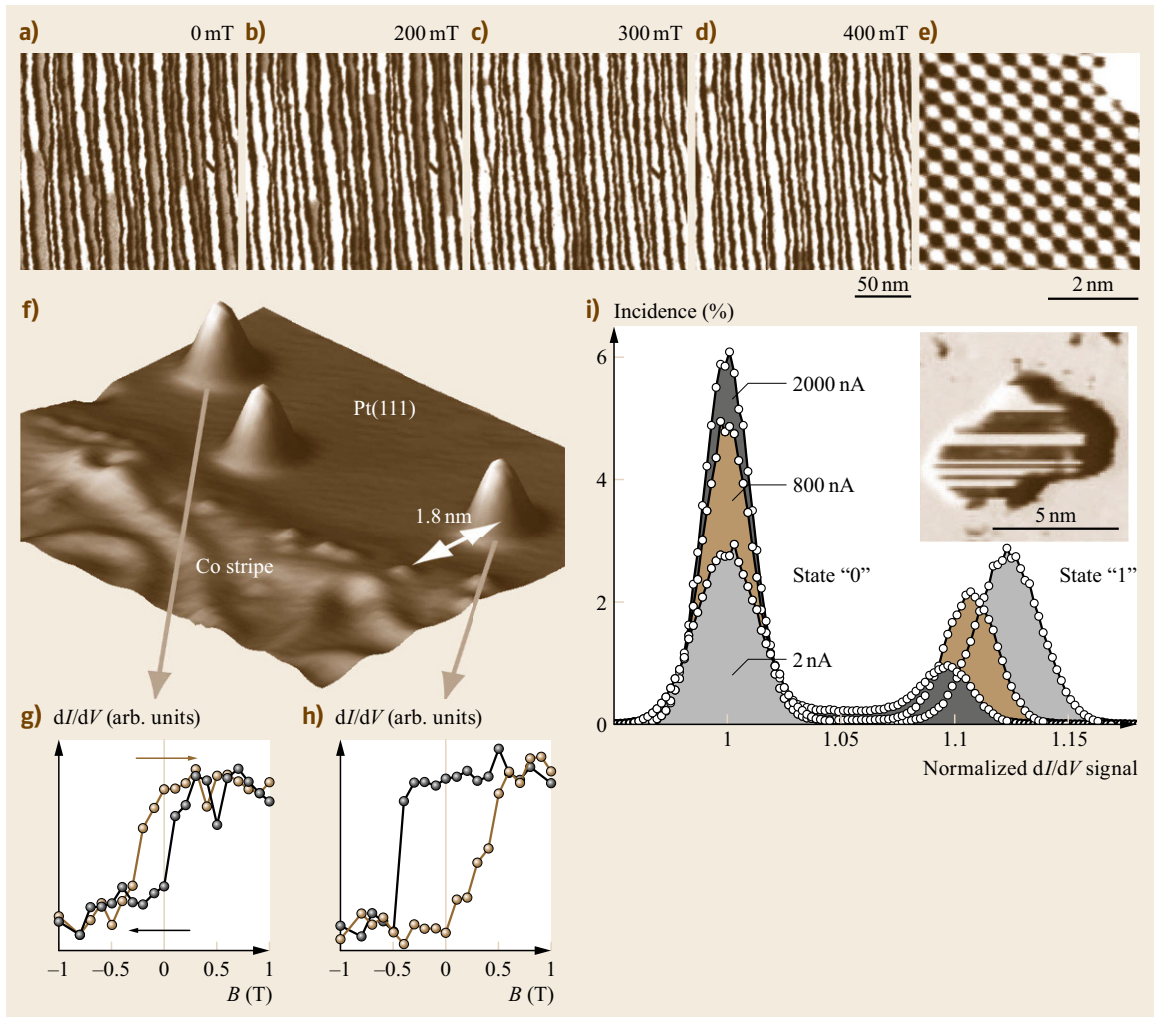 a) 0 mT b) 200 mT c) 300 mT d) 400 mT e)
50 nm 2 nm
f)
Pt(111)
1.8 nm
Co stripe
i) Incidence (%)
6
4
2
0
2000 nA
800 nA
2 nA
5 nm
State “0”
State “1”
1 1.05 1.1 1.15
Normalized dI/dV signal
g) dI/dV (arb. units)
–1 –0.5 0 0.5 1
B (T)
h) dI/dV (arb. units)
–1 –0.5 0 0.5 1
B (T)